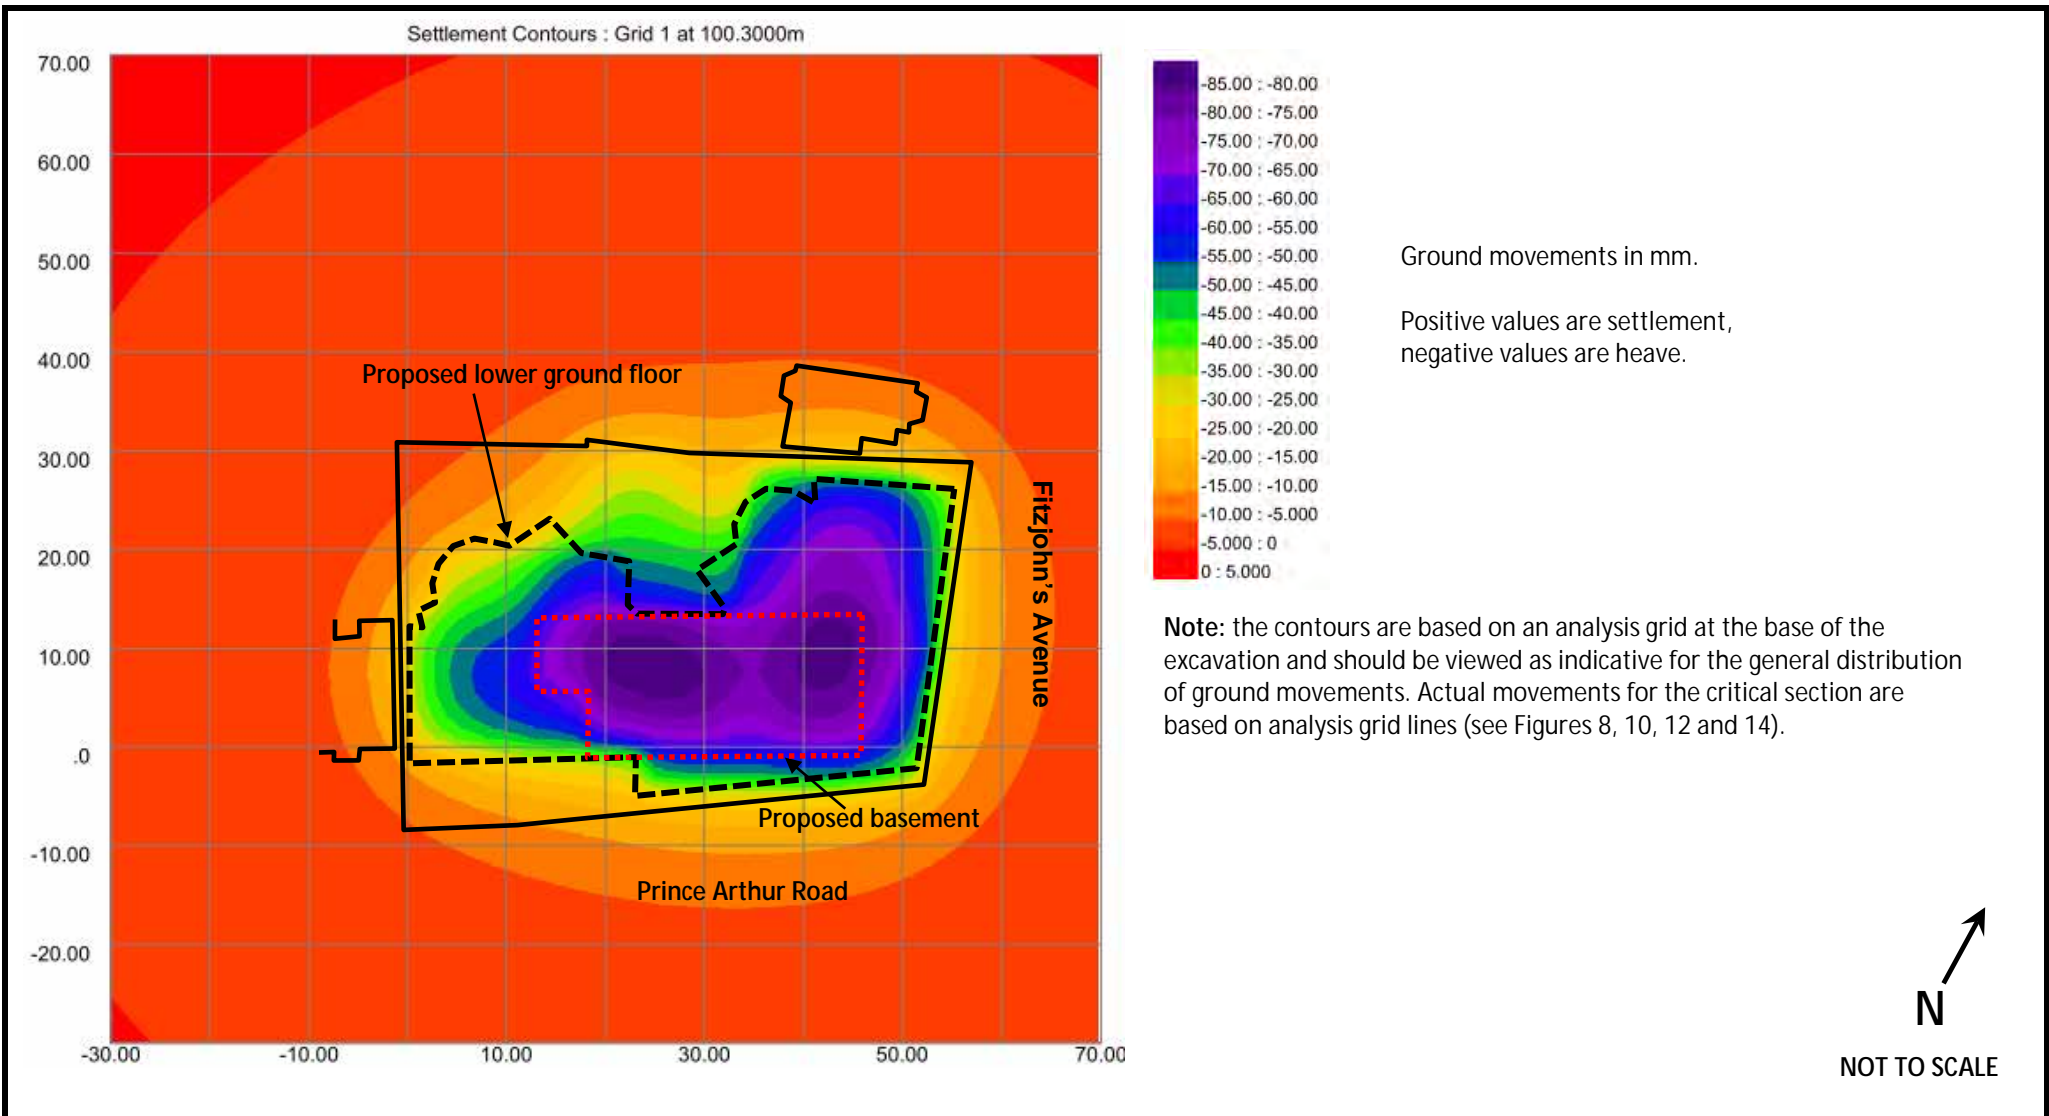 Settlement Contours : Grid 1 at 100.3000m
70.00
60.00
50.00
40.00
30.00
20.00
10.00
.0
-10.00
-20.00
-30.00
-10.00
10.00
30.00
50.00
70.00
Proposed lower ground floor
Fitzjohn's Avenue
Proposed basement
Prince Arthur Road
-85.00 : -80.00
-80.00 : -75.00
-75.00 : -70.00
-70.00 : -65.00
-65.00 : -60.00
-60.00 : -55.00
-55.00 : -50.00
-50.00 : -45.00
-45.00 : -40.00
-40.00 : -35.00
-35.00 : -30.00
-30.00 : -25.00
-25.00 : -20.00
-20.00 : -15.00
-15.00 : -10.00
-10.00 : -5.000
-5.000 : 0
0 : 5.000
Ground movements in mm.
Positive values are settlement,
negative values are heave.
Note: the contours are based on an analysis grid at the base of the
excavation and should be viewed as indicative for the general distribution
of ground movements. Actual movements for the critical section are
based on analysis grid lines (see Figures 8, 10, 12 and 14).
N
NOT TO SCALE